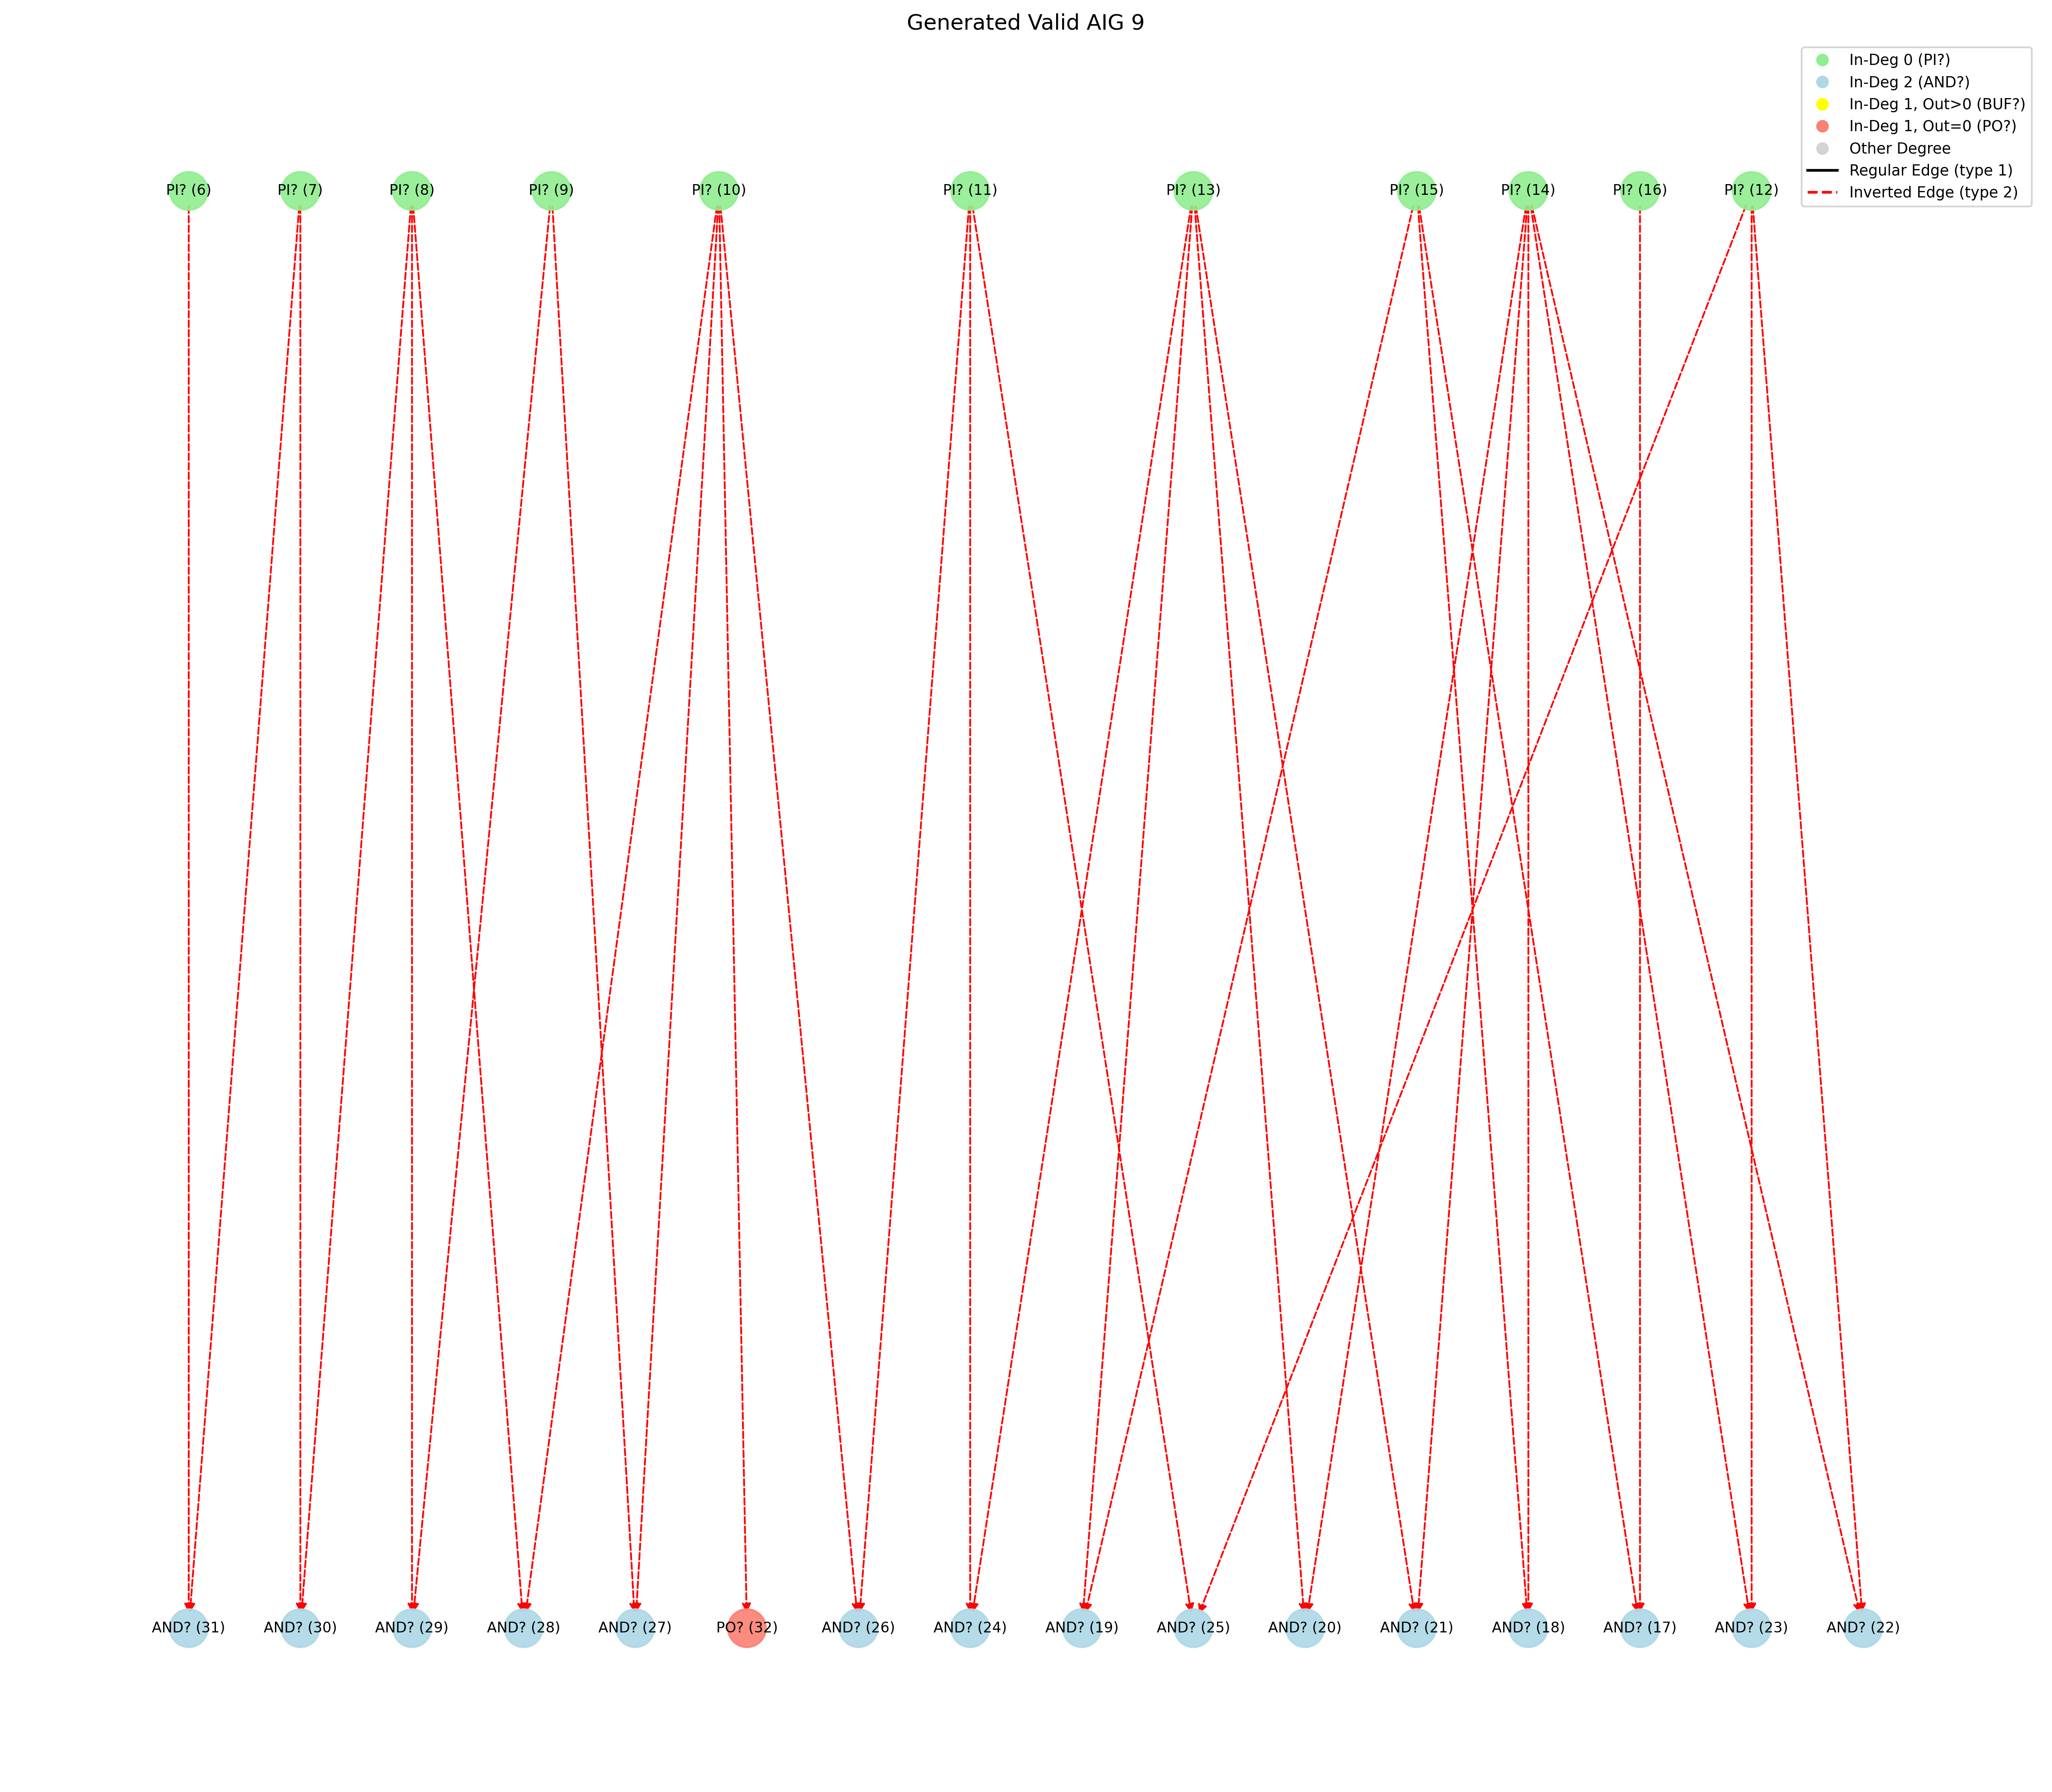 Generated Valid AIG 9
In-Deg 0 (PI?)
In-Deg 2 (AND?)
In-Deg 1, Out>0 (BUF?)
In-Deg 1, Out=0 (PO?)
Other Degree
Regular Edge (type 1)
Inverted Edge (type 2)
PI? (6)
PI? (7)
PI? (8)
PI? (9)
PI? (10)
PI? (11)
PI? (13)
PI? (15)
PI? (14)
PI? (16)
PI? (12)
AND? (31)
AND? (30)
AND? (29)
AND? (28)
AND? (27)
PO? (32)
AND? (26)
AND? (24)
AND? (19)
AND? (25)
AND? (20)
AND? (21)
AND? (18)
AND? (17)
AND? (23)
AND? (22)